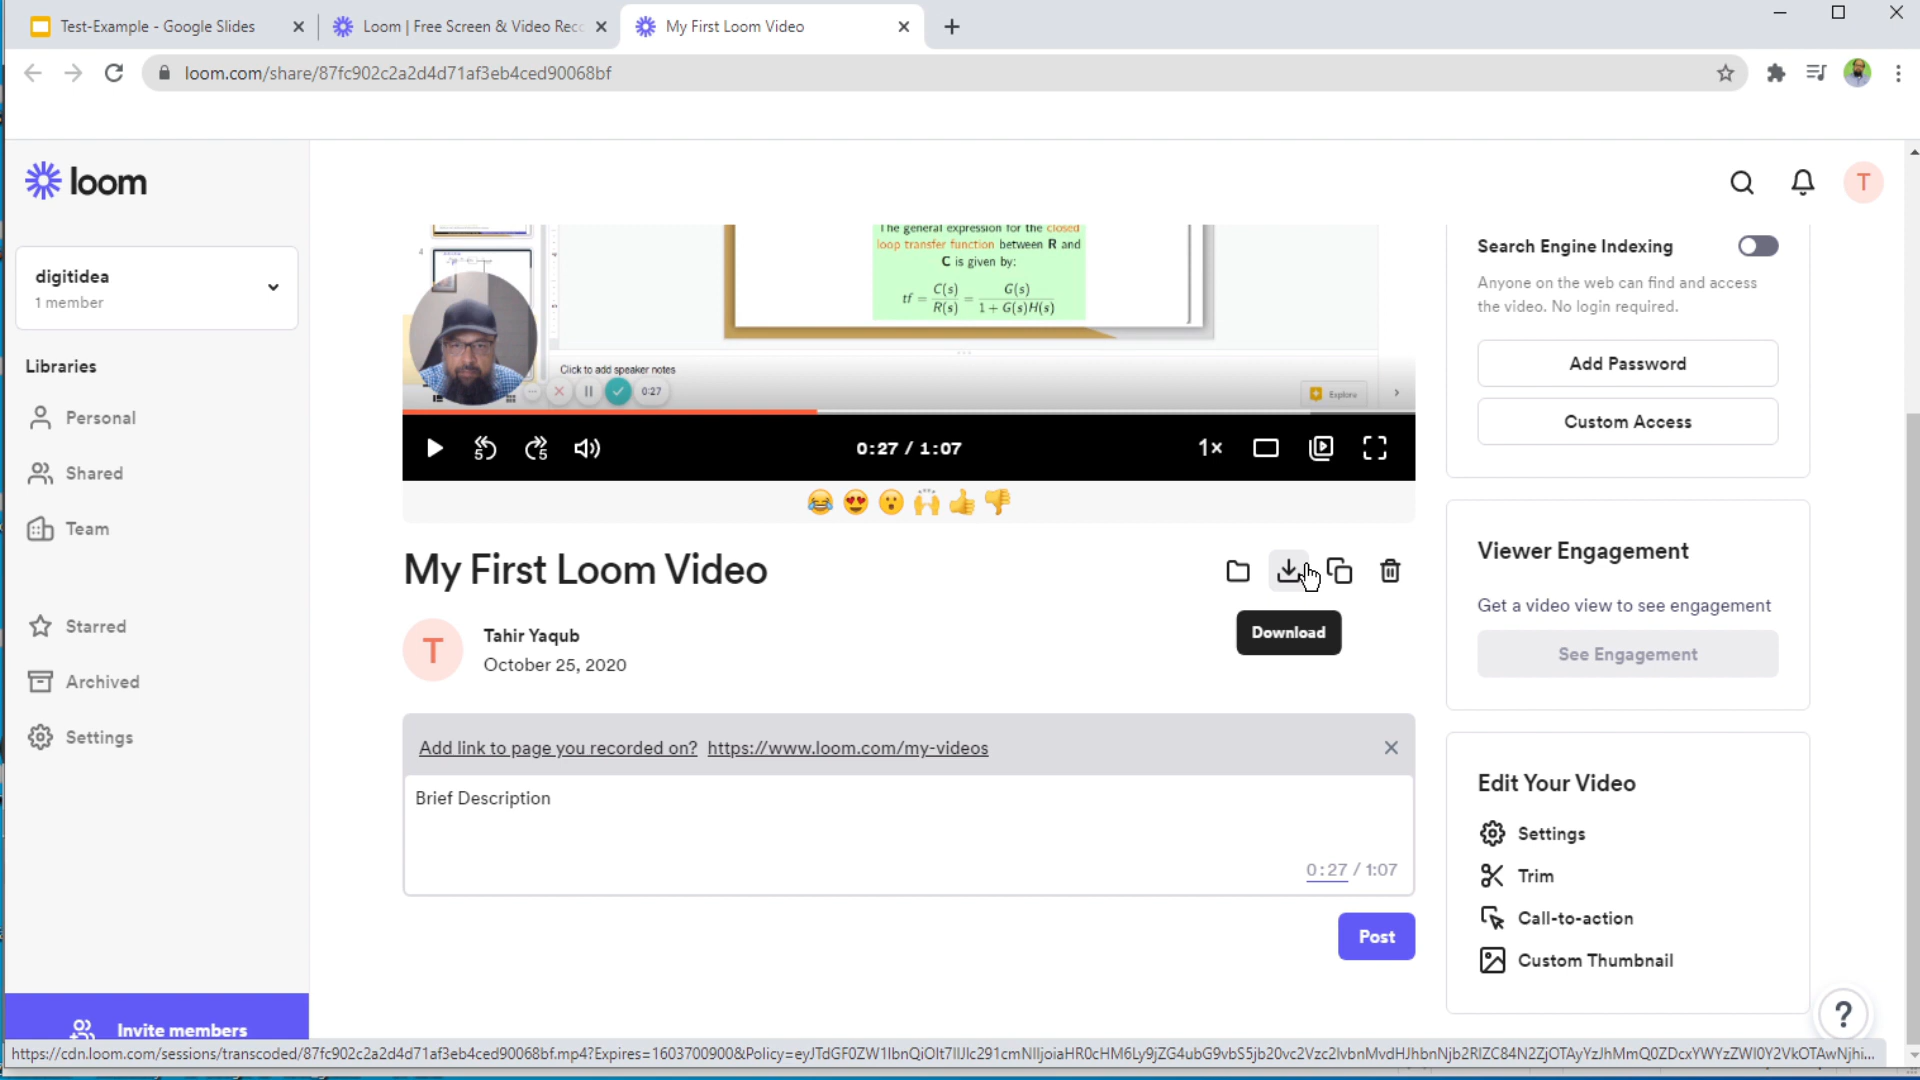 Test-Example - Google Slides
Loom | Free Screen & Video Rec
My First Loom Video
loom.com/share/87fc902c2a2d4d71af3eb4ced90068bf
loom
T
digitidea
1 member
Libraries
Personal
Shared
Team
Starred
Archived
Settings
Invite members
4
The general expression for the closed
loop transfer function between R and
C is given by:
tf = C(s)/R(s) = G(s)/1 + G(s)H(s)
Click to add speaker notes
0:27
Explore
5
5
0:27 / 1:07
1×
My First Loom Video
Download
T
Tahir Yaqub
October 25, 2020
Add link to page you recorded on? https://www.loom.com/my-videos
Brief Description
0:27 / 1:07
Post
Search Engine Indexing
Anyone on the web can find and access
the video. No login required.
Add Password
Custom Access
Viewer Engagement
Get a video view to see engagement
See Engagement
Edit Your Video
Settings
Trim
Call-to-action
Custom Thumbnail
?